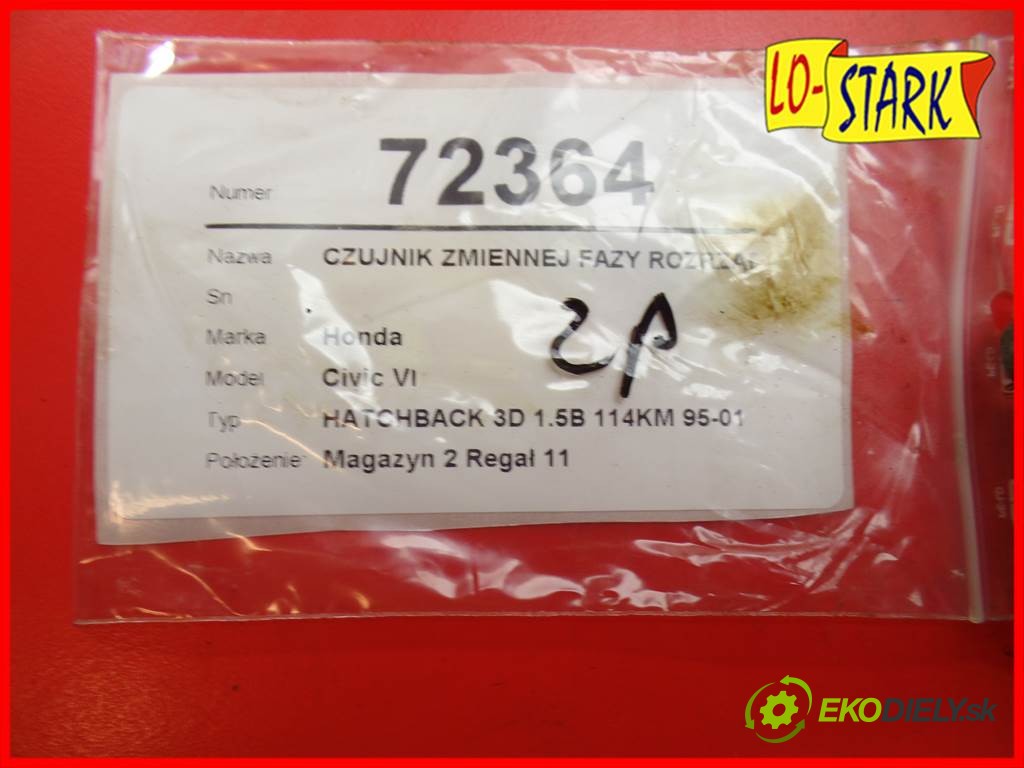 LO-STARK
Numer 72364
Nazwa CZUJNIK ZMIENNEJ FAZY
Sn
Marka Honda
Model Civic VI
Typ HATCHBACK 3D 1.5B 114KM 95-01
Położenie: Magazyn 2 Regał 11
EKODIELY.sk